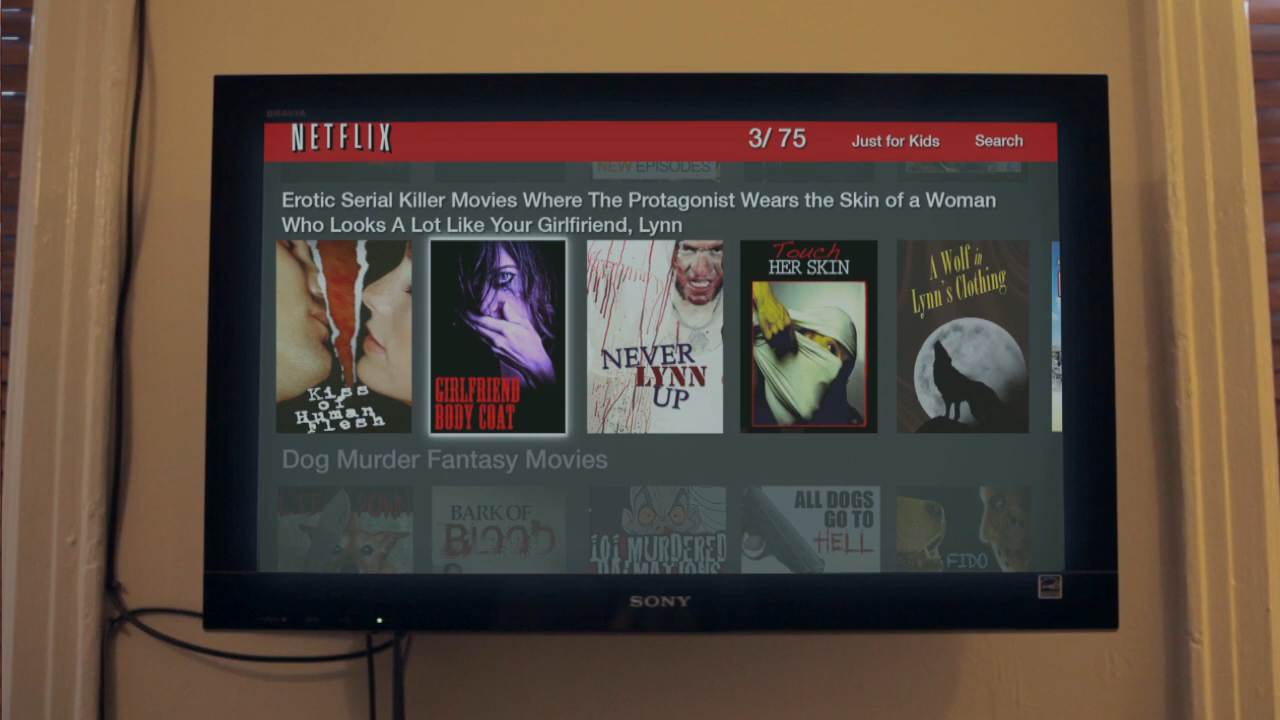 BRAVIA
NETFLIX
3/ 75
Just for Kids
Search
NEW EPISODES
Erotic Serial Killer Movies Where The Protagonist Wears the Skin of a Woman
Who Looks A Lot Like Your Girlfriend, Lynn
Kiss
of
Human
Flesh
GIRLFRIEND
BODY COAT
NEVER
LYNN
UP
Touch
HER SKIN
A Wolf in
Lynn's Clothing
Dog Murder Fantasy Movies
BARK OF
BLOOD
101 MURDERED
DALMATIONS
ALL DOGS
GO TO
HELL
FIDO
SONY